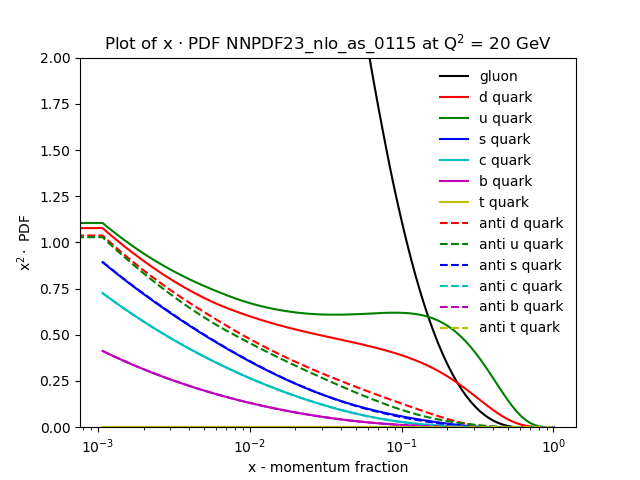 Plot of x · PDF NNPDF23_nlo_as_0115 at Q² = 20 GeV
2.00
1.75
1.50
1.25
1.00
0.75
0.50
0.25
0.00
x²· PDF
gluon
d quark
u quark
s quark
c quark
b quark
t quark
anti d quark
anti u quark
anti s quark
anti c quark
anti b quark
anti t quark
10⁻³ 10⁻² 10⁻¹ 10⁰
x - momentum fraction